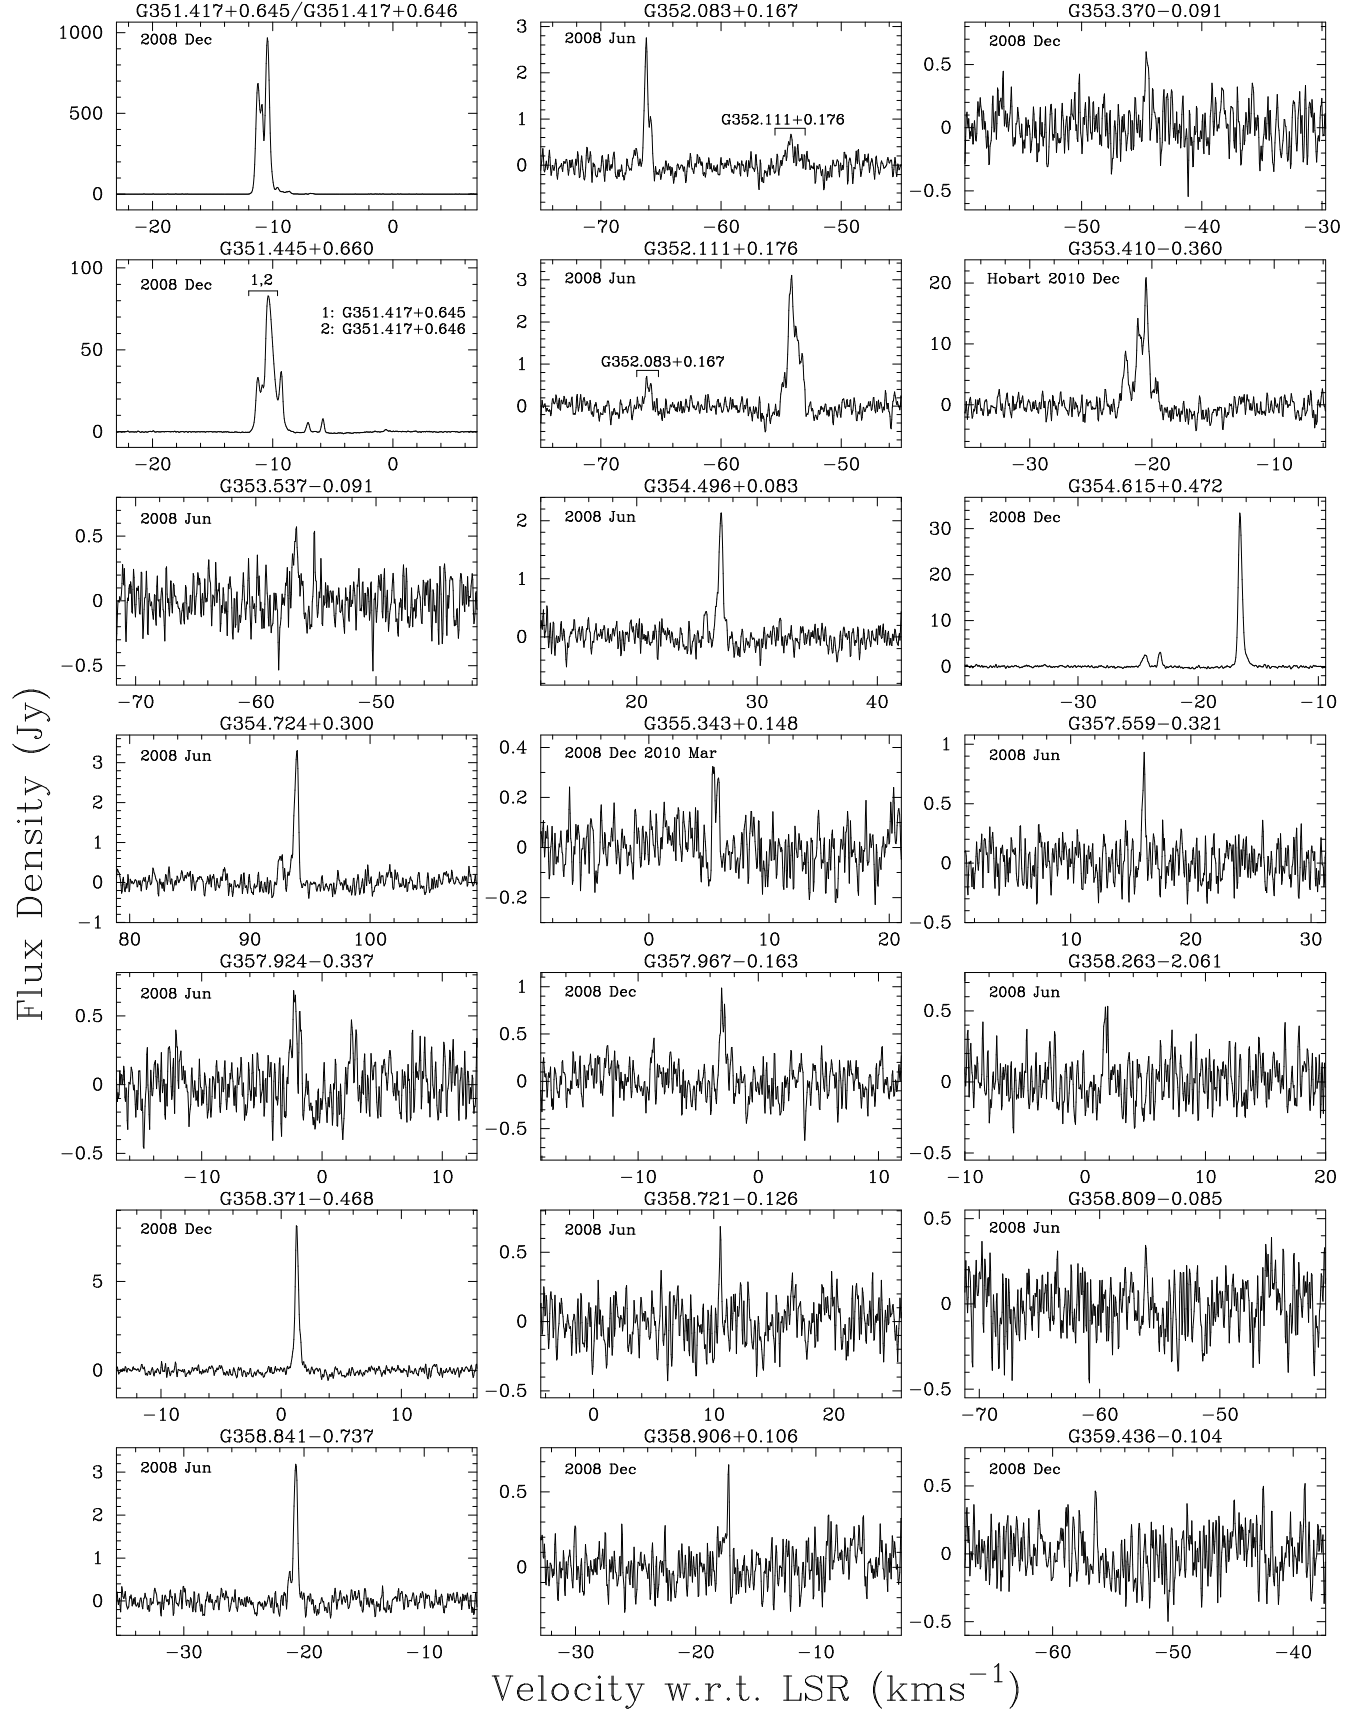 G351.417+0.645/G351.417+0.646
G352.083+0.167
G353.370−0.091
2008 Dec
1000
500
0
−20
−10
0
2008 Jun
G352.111+0.176
3
2
1
0
−70
−60
−50
2008 Dec
0.5
0
−0.5
−50
−40
−30
G351.445+0.660
G352.111+0.176
G353.410−0.360
2008 Dec
1,2
1: G351.417+0.645
2: G351.417+0.646
100
50
0
−20
−10
0
2008 Jun
G352.083+0.167
3
2
1
0
−70
−60
−50
Hobart 2010 Dec
20
10
0
−30
−20
−10
G353.537−0.091
G354.496+0.083
G354.615+0.472
2008 Jun
0.5
0
−0.5
−70
−60
−50
2008 Jun
2
1
0
20
30
40
2008 Dec
30
20
10
0
−30
−20
−10
G354.724+0.300
G355.343+0.148
G357.559−0.321
2008 Jun
3
2
1
0
−1
80
90
100
2008 Dec 2010 Mar
0.4
0.2
0
−0.2
0
10
20
2008 Jun
1
0.5
0
−0.5
10
20
30
G357.924−0.337
G357.967−0.163
G358.263−2.061
2008 Jun
0.5
0
−0.5
−10
0
10
2008 Dec
1
0.5
0
−0.5
−10
0
10
2008 Jun
0.5
0
−0.5
−10
0
10
20
G358.371−0.468
G358.721−0.126
G358.809−0.085
2008 Dec
5
0
−10
0
10
2008 Jun
0.5
0
−0.5
0
10
20
2008 Jun
0.5
0
−0.5
−70
−60
−50
G358.841−0.737
G358.906+0.106
G359.436−0.104
2008 Jun
3
2
1
0
−30
−20
−10
2008 Dec
0.5
0
−30
−20
−10
2008 Dec
0.5
0
−0.5
−60
−50
−40
Flux Density (Jy)
Velocity w.r.t. LSR (kms−1)